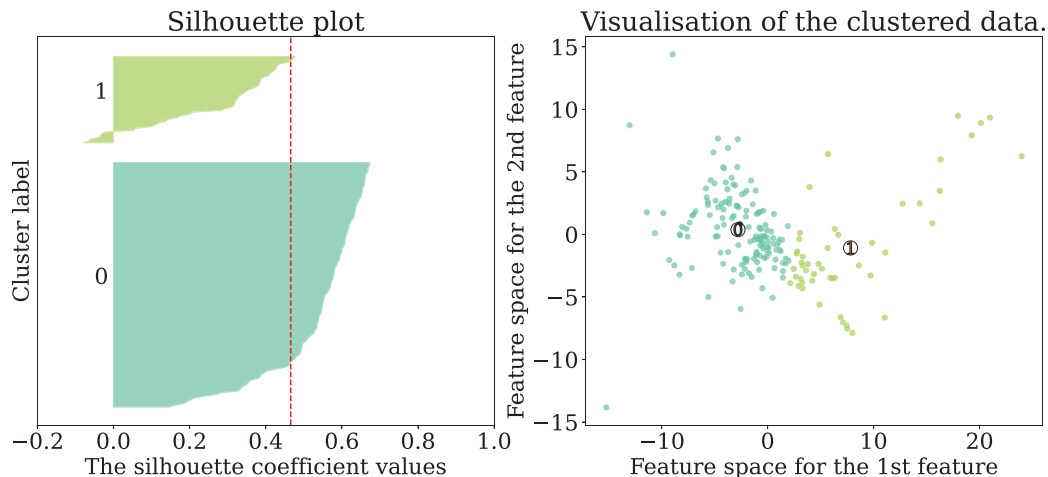 Silhouette plot
Cluster label
1
0
−0.2 0.0 0.2 0.4 0.6 0.8 1.0
The silhouette coefficient values
Visualisation of the clustered data.
Feature space for the 2nd feature
15
10
5
0
−5
−10
−15
0
1
−10 0 10 20
Feature space for the 1st feature